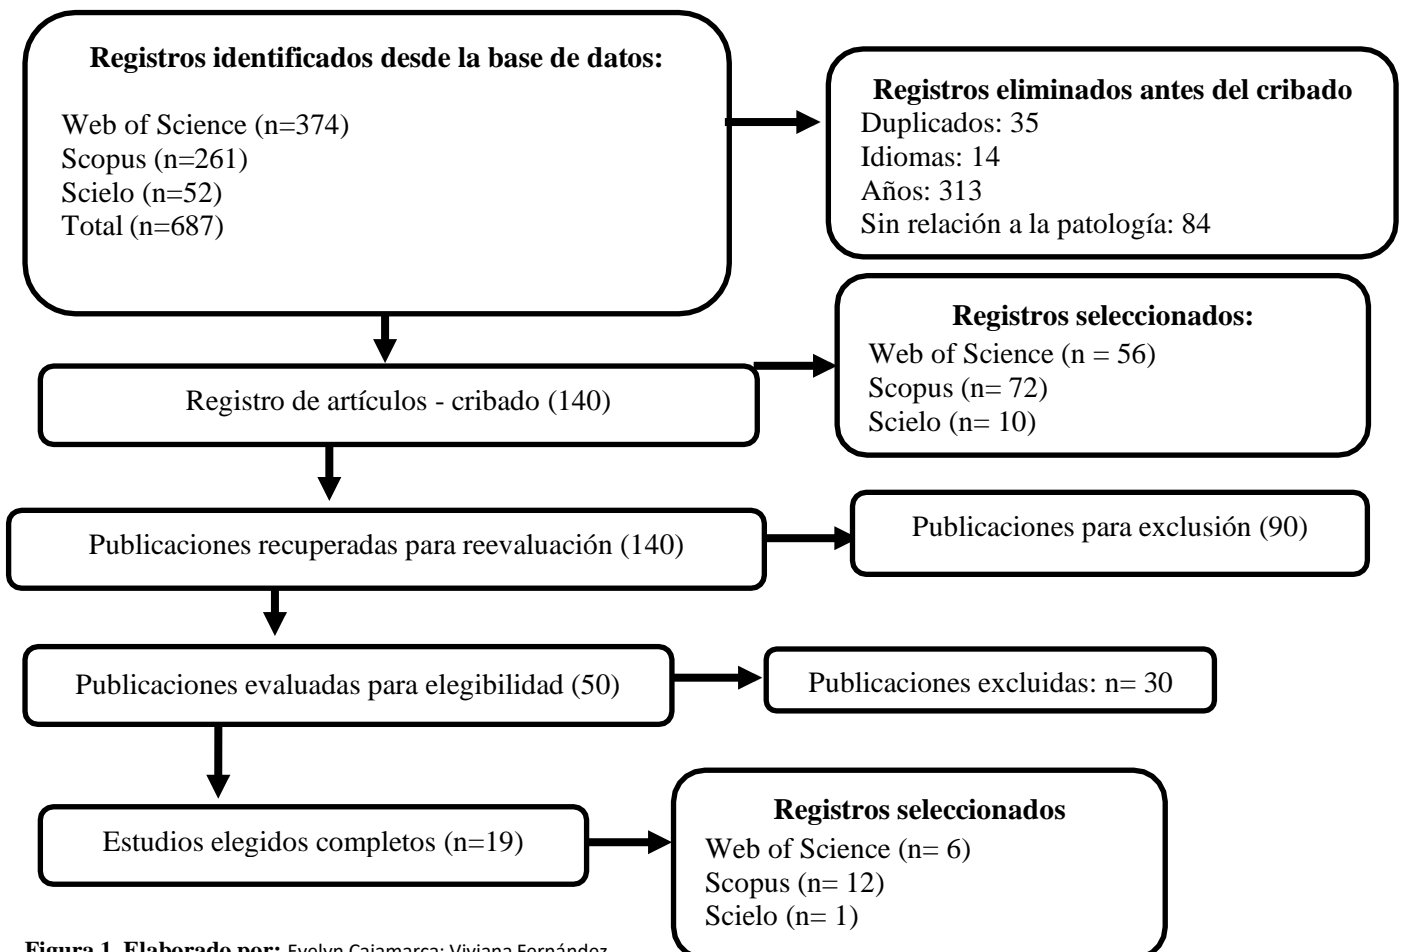 Registros identificados desde la base de datos:
Web of Science (n=374)
Scopus (n=261)
Scielo (n=52)
Total (n=687)
Registros eliminados antes del cribado
Duplicados: 35
Idiomas: 14
Años: 313
Sin relación a la patología: 84
Registro de artículos - cribado (140)
Registros seleccionados:
Web of Science (n = 56)
Scopus (n= 72)
Scielo (n= 10)
Publicaciones recuperadas para reevaluación (140)
Publicaciones para exclusión (90)
Publicaciones evaluadas para elegibilidad (50)
Publicaciones excluidas: n= 30
Estudios elegidos completos (n=19)
Registros seleccionados
Web of Science (n= 6)
Scopus (n= 12)
Scielo (n= 1)
Figura 1. Elaborado por: Evelyn Cajamarca; Viviana Fernández